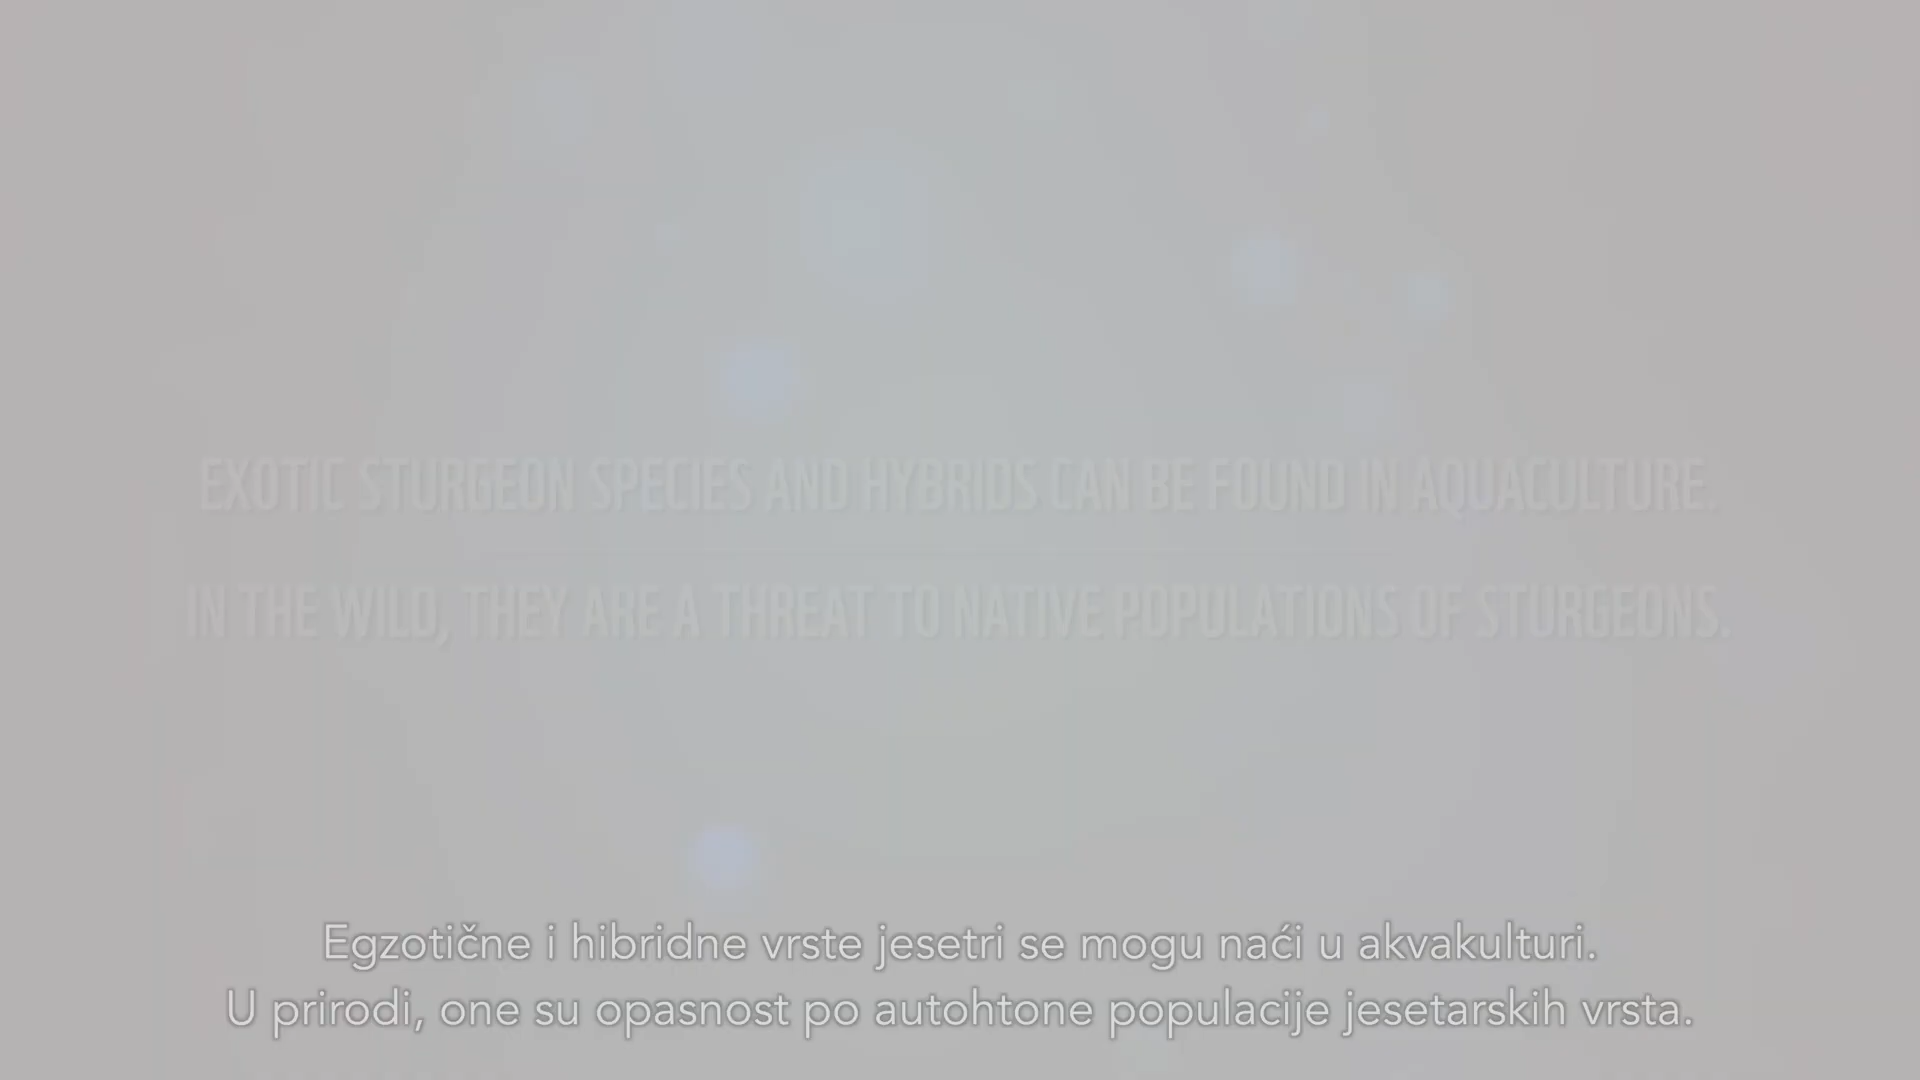 EXOTIC STURGEON SPECIES AND HYBRIDS CAN BE FOUND IN AQUACULTURE.
IN THE WILD, THEY ARE A THREAT TO NATIVE POPULATIONS OF STURGEONS.
Egzotične i hibridne vrste jesetri se mogu naći u akvakulturi.
U prirodi, one su opasnost po autohtone populacije jesetarskih vrsta.